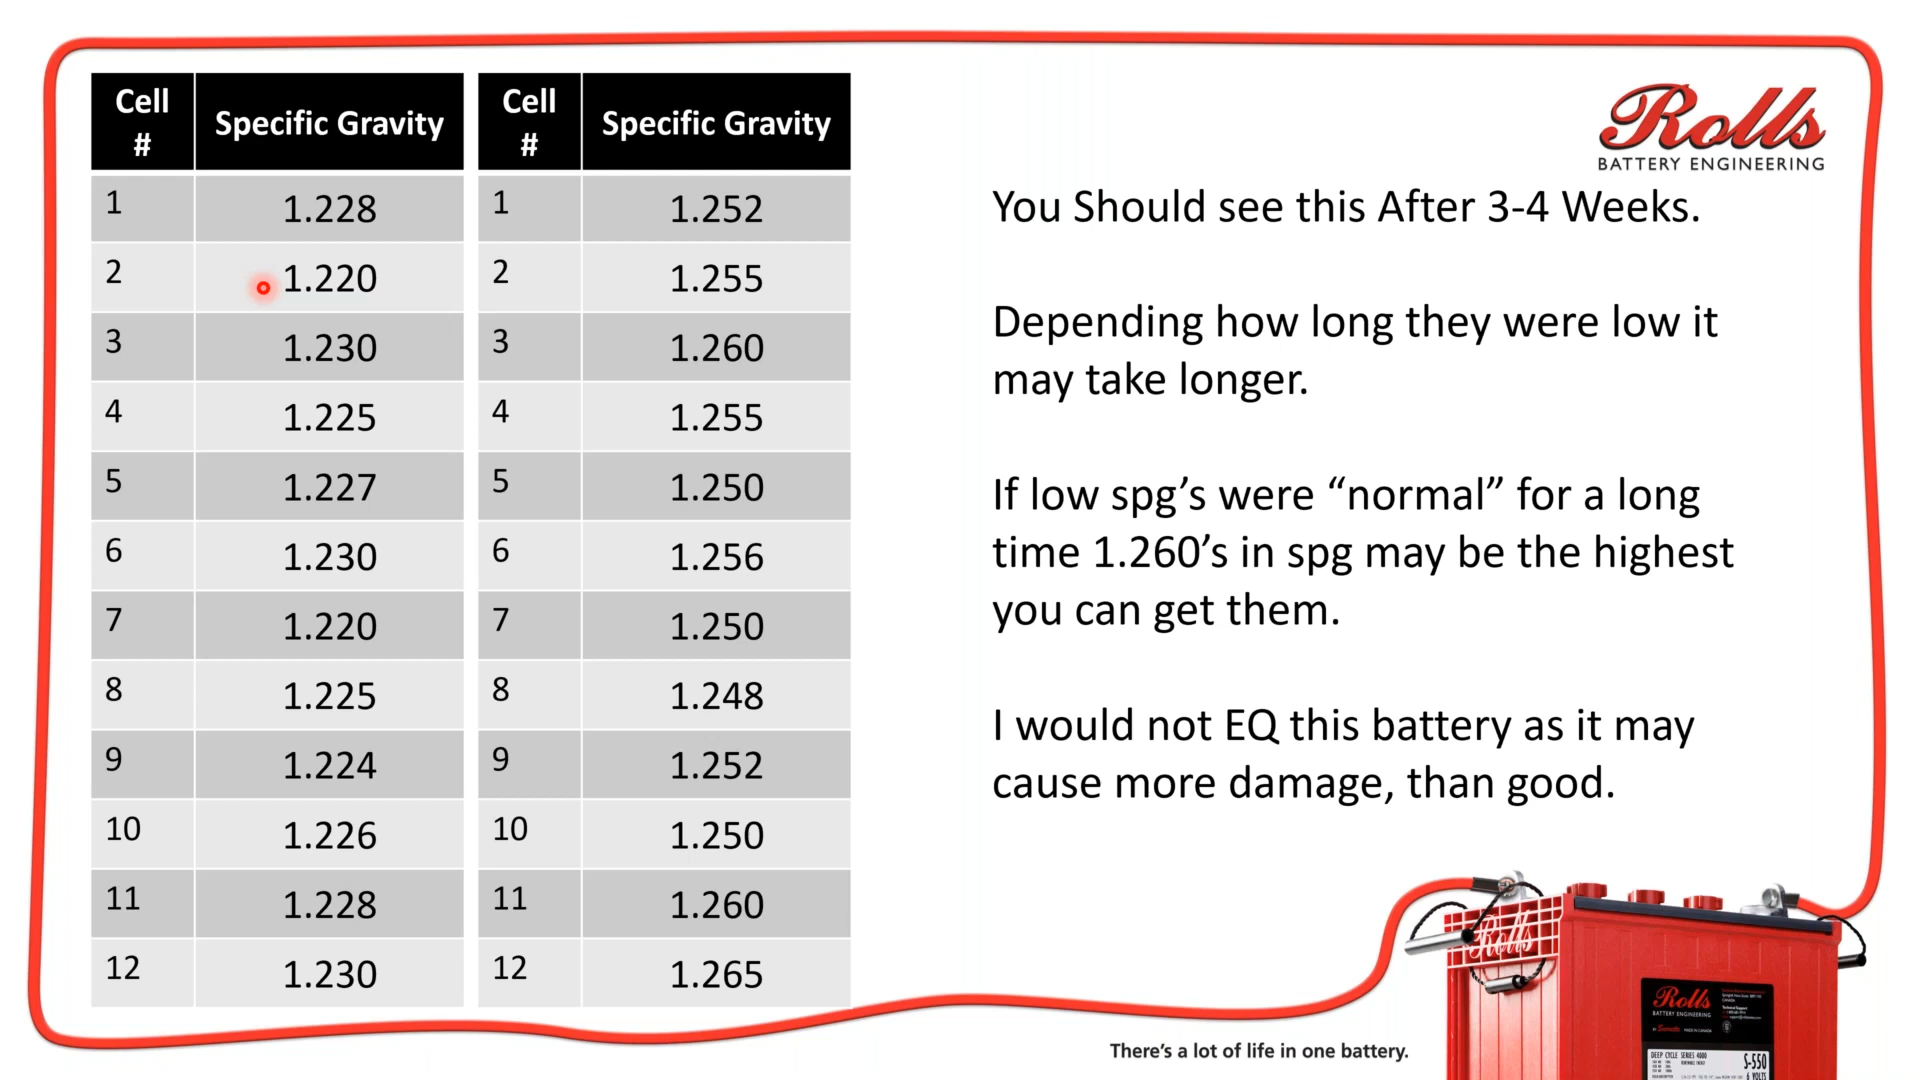 Cell # Specific Gravity
1 1.228
2 1.220
3 1.230
4 1.225
5 1.227
6 1.230
7 1.220
8 1.225
9 1.224
10 1.226
11 1.228
12 1.230
Cell # Specific Gravity
1 1.252
2 1.255
3 1.260
4 1.255
5 1.250
6 1.256
7 1.250
8 1.248
9 1.252
10 1.250
11 1.260
12 1.265
Rolls
BATTERY ENGINEERING
You Should see this After 3-4 Weeks.
Depending how long they were low it
may take longer.
If low spg’s were “normal” for a long
time 1.260’s in spg may be the highest
you can get them.
I would not EQ this battery as it may
cause more damage, than good.
Rolls
Rolls
BATTERY ENGINEERING
DEEP CYCLE SERIES 4000
S-550
6 VOLTS
There’s a lot of life in one battery.